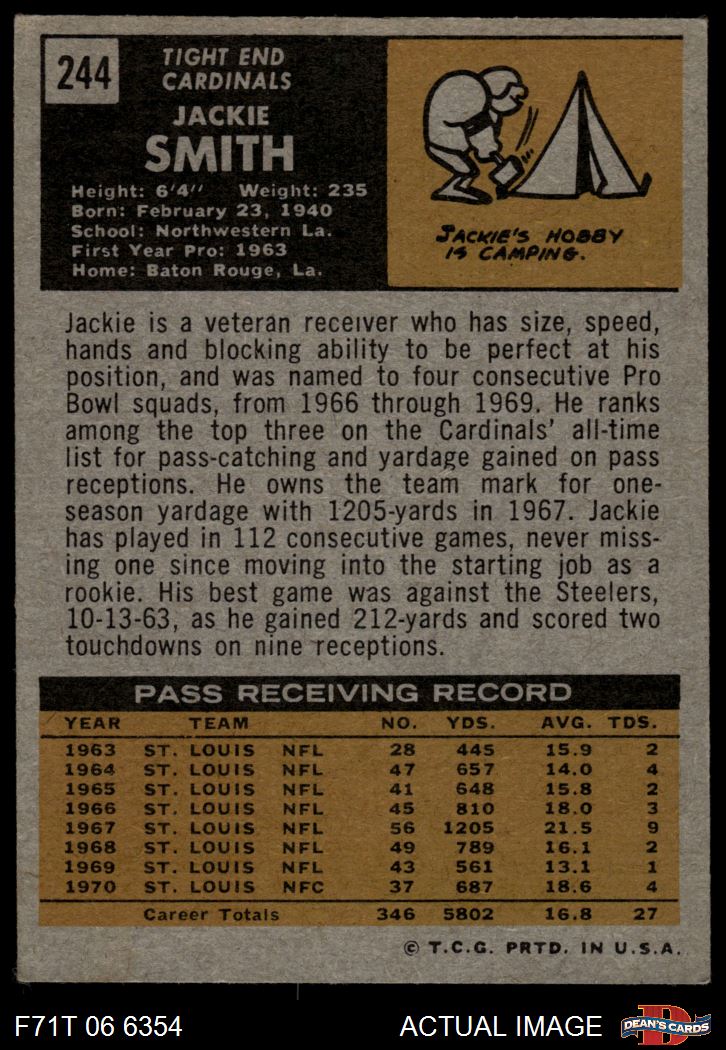 244
TIGHT END
CARDINALS
JACKIE
SMITH
Height: 6'4" Weight: 235
Born: February 23, 1940
School: Northwestern La.
First Year Pro: 1963
Home: Baton Rouge, La.
JACKIE'S HOBBY
IS CAMPING.
Jackie is a veteran receiver who has size, speed,
hands and blocking ability to be perfect at his
position, and was named to four consecutive Pro
Bowl squads, from 1966 through 1969. He ranks
among the top three on the Cardinals' all-time
list for pass-catching and yardage gained on pass
receptions. He owns the team mark for one-
season yardage with 1205-yards in 1967. Jackie
has played in 112 consecutive games, never miss-
ing one since moving into the starting job as a
rookie. His best game was against the Steelers,
10-13-63, as he gained 212-yards and scored two
touchdowns on nine receptions.
PASS RECEIVING RECORD
YEAR TEAM NO. YDS. AVG. TDS.
1963 ST. LOUIS NFL 28 445 15.9 2
1964 ST. LOUIS NFL 47 657 14.0 4
1965 ST. LOUIS NFL 41 648 15.8 2
1966 ST. LOUIS NFL 45 810 18.0 3
1967 ST. LOUIS NFL 56 1205 21.5 9
1968 ST. LOUIS NFL 49 789 16.1 2
1969 ST. LOUIS NFL 43 561 13.1 1
1970 ST. LOUIS NFC 37 687 18.6 4
Career Totals 346 5802 16.8 27
© T.C.G. PRTD. IN U.S.A.
F71T 06 6354 ACTUAL IMAGE
D
DEAN'S CARDS